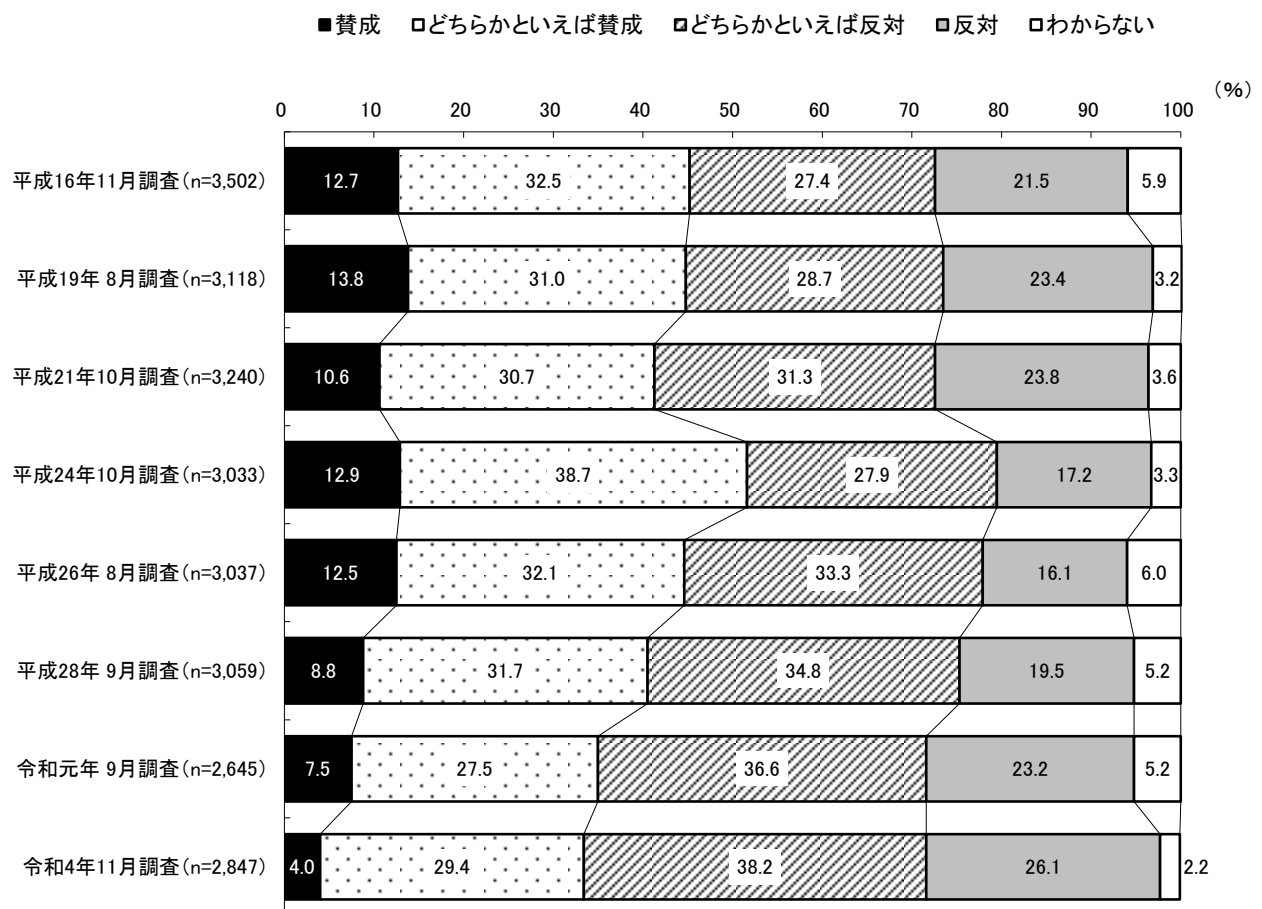 ■賛成 □どちらかといえば賛成 どちらかといえば反対 反対 □わからない
(%)
0 10 20 30 40 50 60 70 80 90 100
平成16年11月調査(n=3,502) 12.7 32.5 27.4 21.5 5.9
平成19年 8月調査(n=3,118) 13.8 31.0 28.7 23.4 3.2
平成21年10月調査(n=3,240) 10.6 30.7 31.3 23.8 3.6
平成24年10月調査(n=3,033) 12.9 38.7 27.9 17.2 3.3
平成26年 8月調査(n=3,037) 12.5 32.1 33.3 16.1 6.0
平成28年 9月調査(n=3,059) 8.8 31.7 34.8 19.5 5.2
令和元年 9月調査(n=2,645) 7.5 27.5 36.6 23.2 5.2
令和4年11月調査(n=2,847) 4.0 29.4 38.2 26.1 2.2